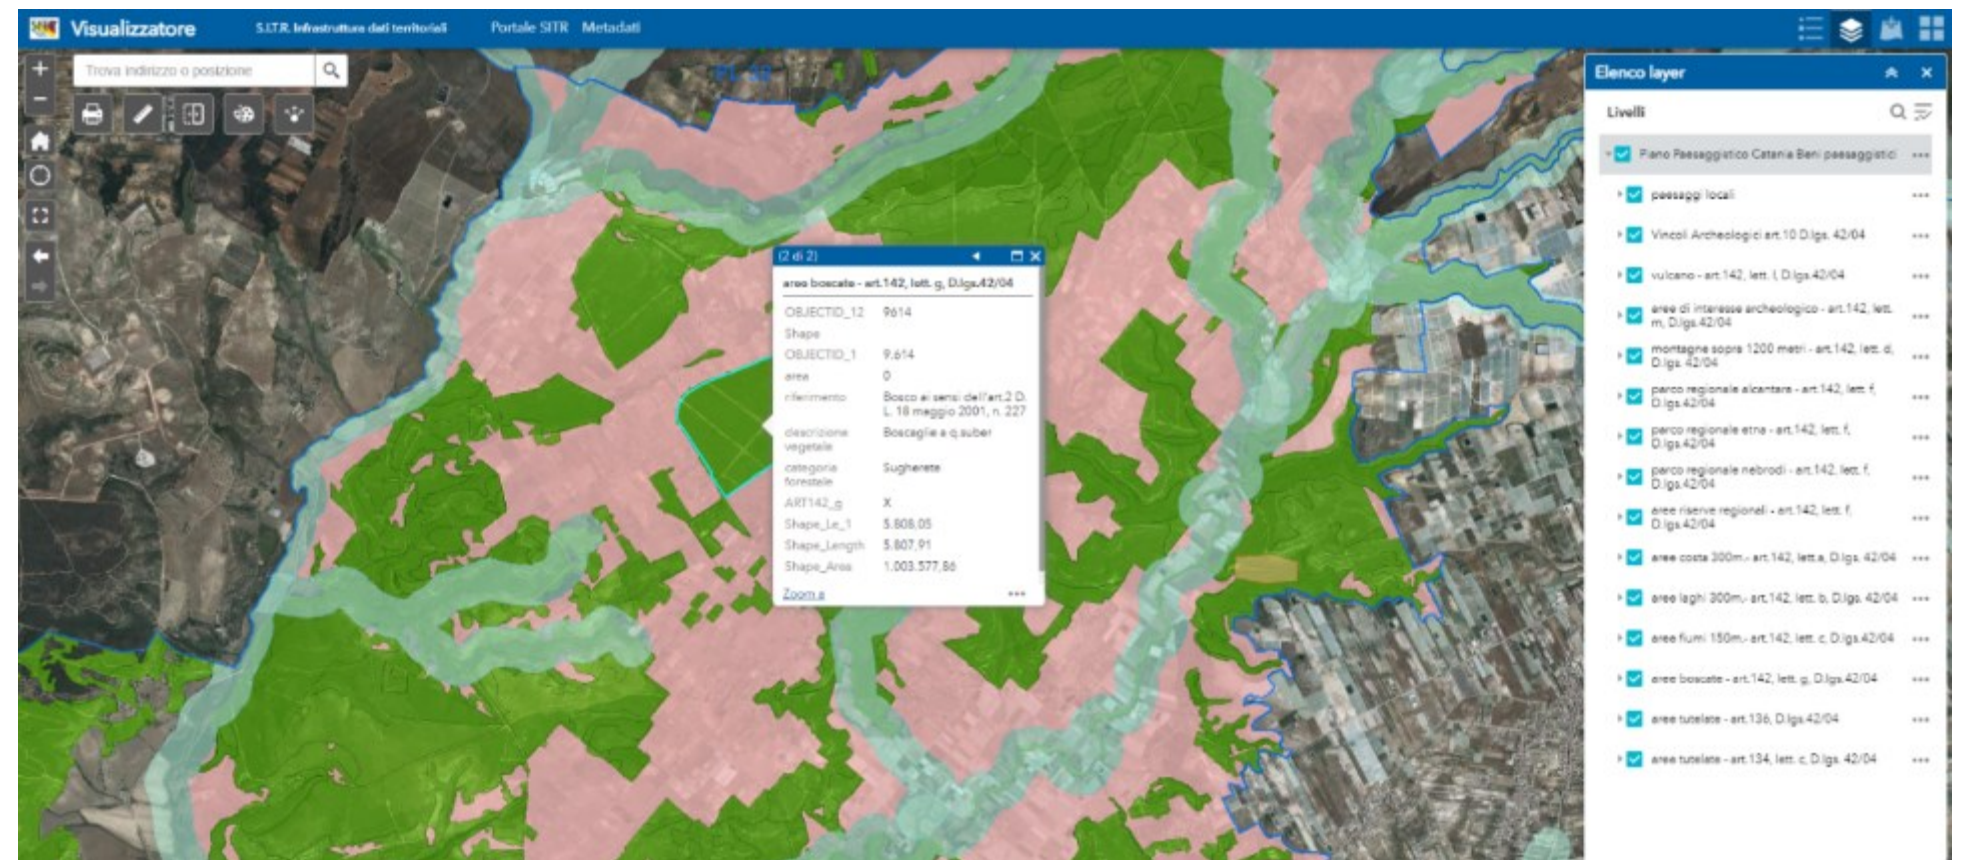 Visualizzatore S.I.T.R. Infrastrutture dati territoriali Portale SITR Metadati
Trova indirizzo o posizione
Elenco layer
Livelli
Piano Paesaggistico Catania Beni paesaggistici
paesaggi locali
Vincoli Archeologici art.10 D.lgs. 42/04
vulcano - art.142, lett. l, D.lgs.42/04
aree di interesse archeologico - art.142, lett.
m, D.lgs.42/04
montagne sopra 1200 metri - art.142, lett. d,
D.lgs.42/04
parco regionale alcantara - art.142, lett. f,
D.lgs.42/04
parco regionale etna - art.142, lett. f,
D.lgs.42/04
parco regionale nebrodi - art.142, lett. f,
D.lgs.42/04
aree riserve regionali - art.142, lett. f,
D.lgs.42/04
aree costa 300m.- art.142, lett.a, D.lgs. 42/04
aree laghi 300m.- art.142, lett. b, D.lgs. 42/04
aree fiumi 150m.- art.142, lett. c, D.lgs.42/04
aree boscate - art.142, lett. g, D.lgs.42/04
aree tutelate - art.136, D.lgs.42/04
aree tutelate - art.134, lett. c, D.lgs. 42/04
(2 di 2)
aree boscate - art.142, lett. g, D.lgs.42/04
OBJECTID_12 9614
Shape
OBJECTID_1 9.614
area 0
riferimento Bosco ai sensi dell'art.2 D.
L. 18 maggio 2001, n. 227
descrizione Boscaglie a q.suber
vegetale
categoria Sugherete
forestale
ART142_g X
Shape_Le_1 5.808,05
Shape_Length 5.807,91
Shape_Area 1.003.577,86
Zoom a